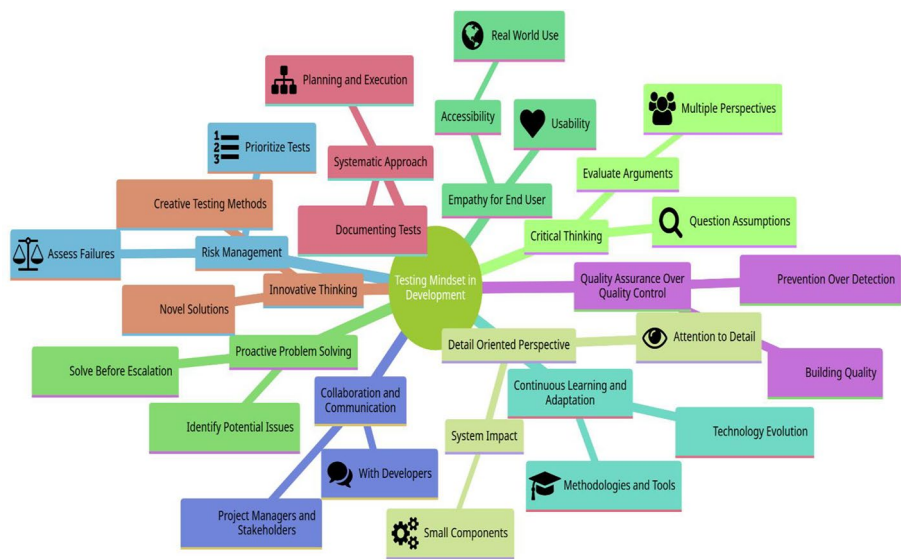 Real World Use
Planning and Execution
Multiple Perspectives
Accessibility
Usability
1
2
3
Prioritize Tests
Systematic Approach
Evaluate Arguments
Creative Testing Methods
Empathy for End User
Documenting Tests
Critical Thinking
Question Assumptions
Assess Failures
Risk Management
Testing Mindset in
Development
Quality Assurance Over
Quality Control
Prevention Over Detection
Innovative Thinking
Novel Solutions
Proactive Problem Solving
Detail Oriented Perspective
Attention to Detail
Solve Before Escalation
Building Quality
Collaboration and
Communication
Continuous Learning and
Adaptation
Identify Potential Issues
System Impact
Technology Evolution
With Developers
Methodologies and Tools
Project Managers and
Stakeholders
Small Components